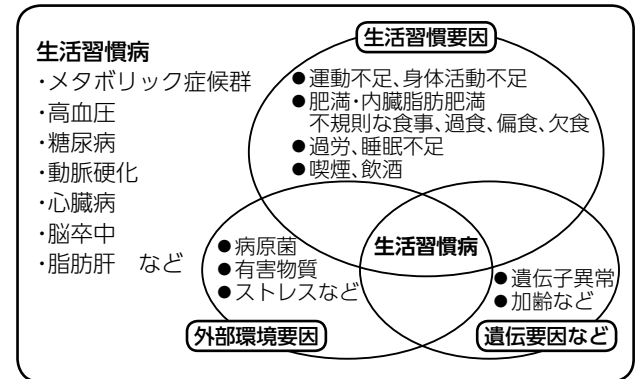 生活習慣病
・メタボリック症候群
・高血圧
・糖尿病
・動脈硬化
・心臓病
・脳卒中
・脂肪肝　など
生活習慣要因
●運動不足、身体活動不足
●肥満・内臓脂肪肥満
不規則な食事、過食、偏食、欠食
●過労、睡眠不足
●喫煙、飲酒
●病原菌
●有害物質
●ストレスなど
外部環境要因
生活習慣病
●遺伝子異常
●加齢など
遺伝要因など